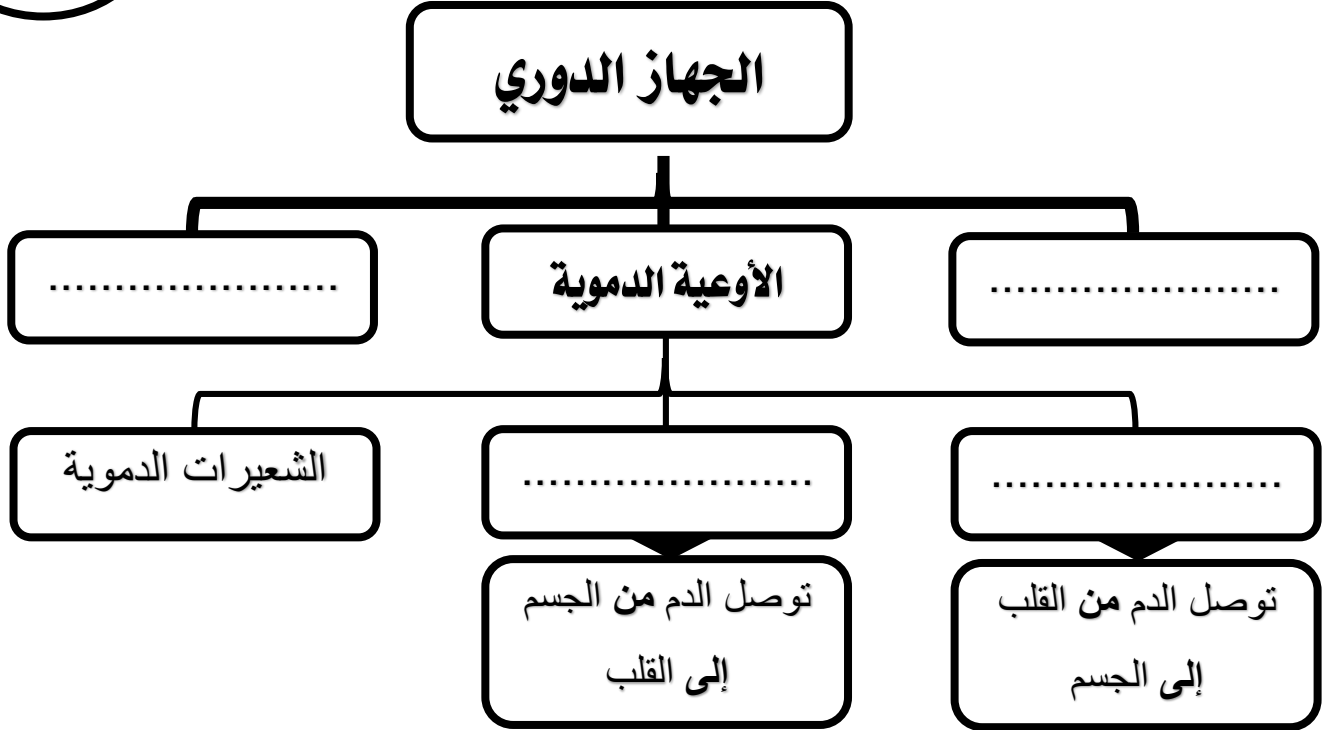 الجهاز الدوري
......................
الأوعية الدموية
......................
......................
......................
الشعيرات الدموية
توصل الدم من القلب
إلى الجسم
توصل الدم من الجسم
إلى القلب